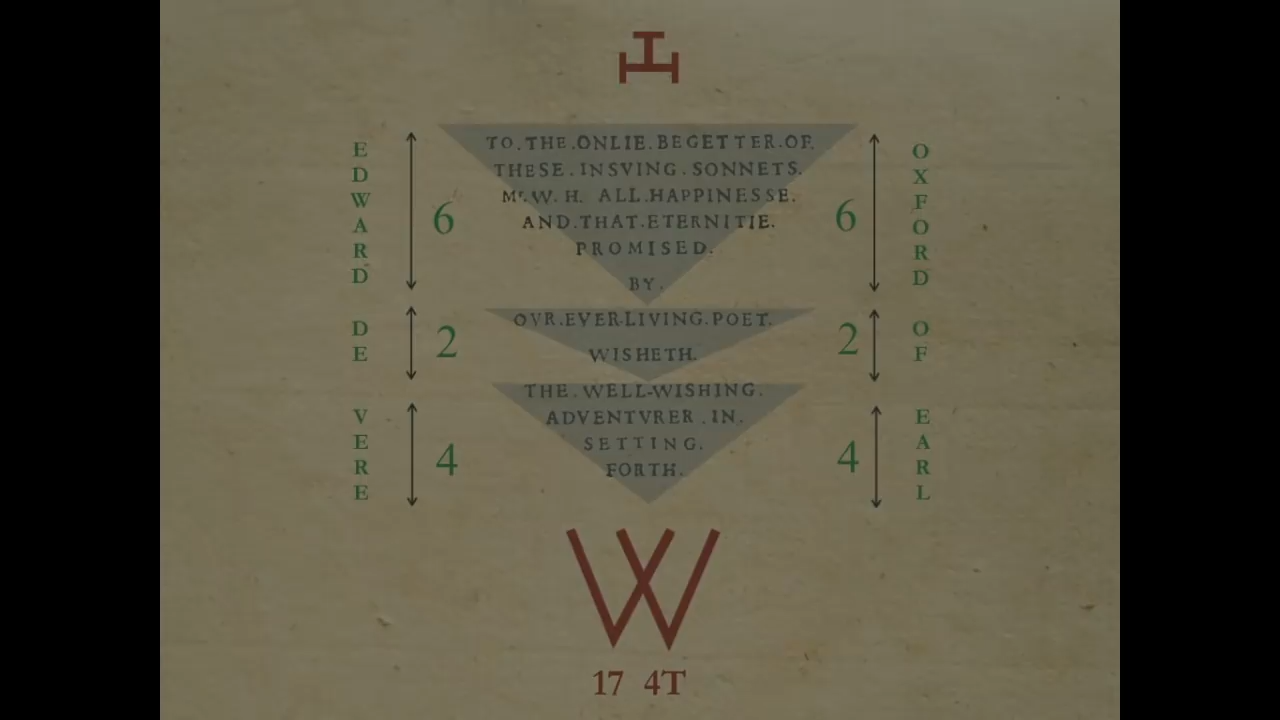 TO.THE.ONLIE.BEGETTER.OF.
THESE.INSVING.SONNETS.
Mr.W.H. ALL.HAPPINESSE.
AND.THAT.ETERNITIE.
PROMISED.
BY.
OVR.EVER-LIVING.POET.
WISHETH.
THE.WELL-WISHING.
ADVENTVRER.IN.
SETTING.
FORTH.
EDWARD
6
6
OXFORD
DE
2
2
OF
VERE
4
4
EARL
W
17 4T